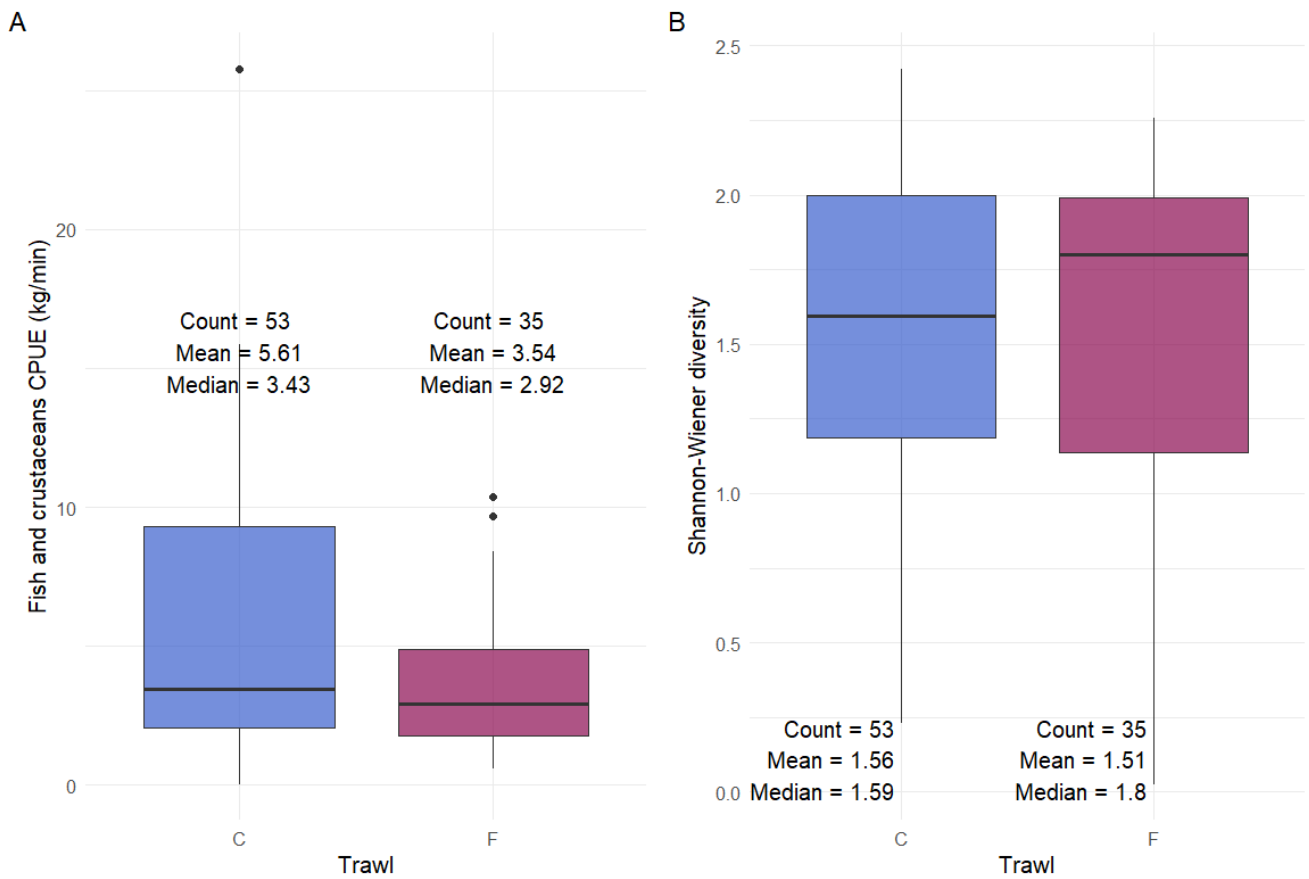 A
Fish and crustaceans CPUE (kg/min)
20
10
0
Count = 53
Mean = 5.61
Median = 3.43
Count = 35
Mean = 3.54
Median = 2.92
C
F
Trawl
B
Shannon-Wiener diversity
2.5
2.0
1.5
1.0
0.5
0.0
Count = 53
Mean = 1.56
Median = 1.59
Count = 35
Mean = 1.51
Median = 1.8
C
F
Trawl